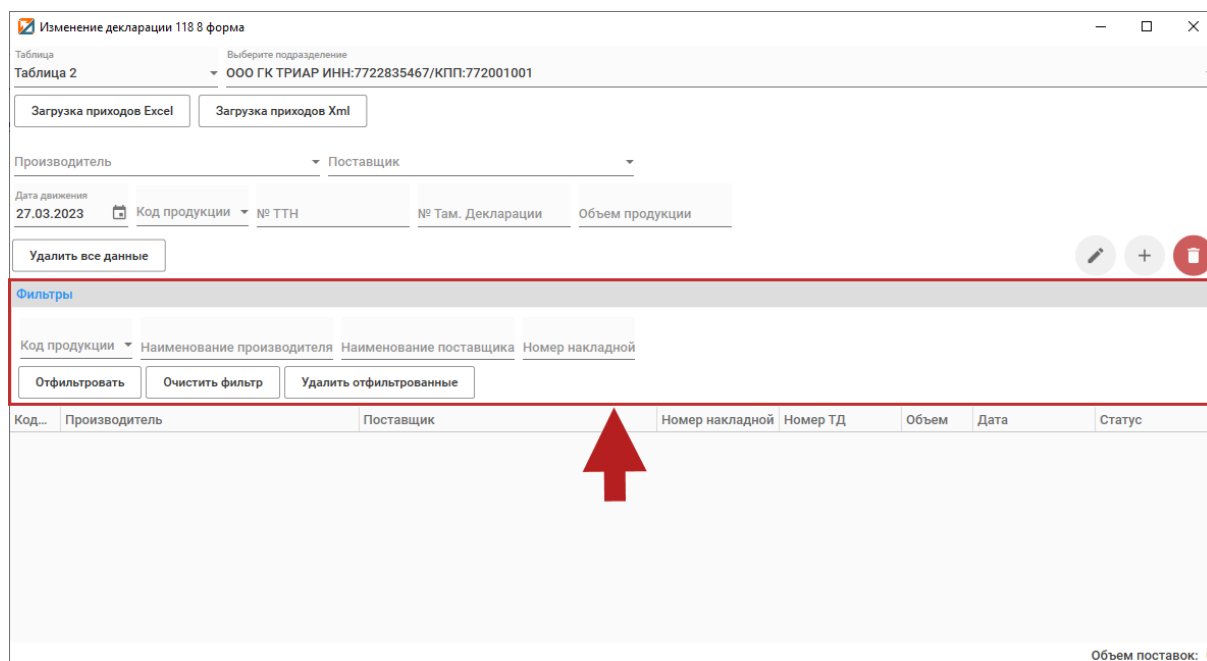 Изменение декларации 118 8 форма
Таблица Выберите подразделение
Таблица 2 ООО ГК ТРИАР ИНН:7722835467/КПП:772001001
Загрузка приходов Excel Загрузка приходов Xml
Производитель Поставщик
Дата движения
27.03.2023 Код продукции № ТТН № Там. Декларации Объем продукции
Удалить все данные
Фильтры
Код продукции Наименование производителя Наименование поставщика Номер накладной
Отфильтровать Очистить фильтр Удалить отфильтрованные
Код... Производитель Поставщик Номер накладной Номер ТД Объем Дата Статус
Объем поставок: